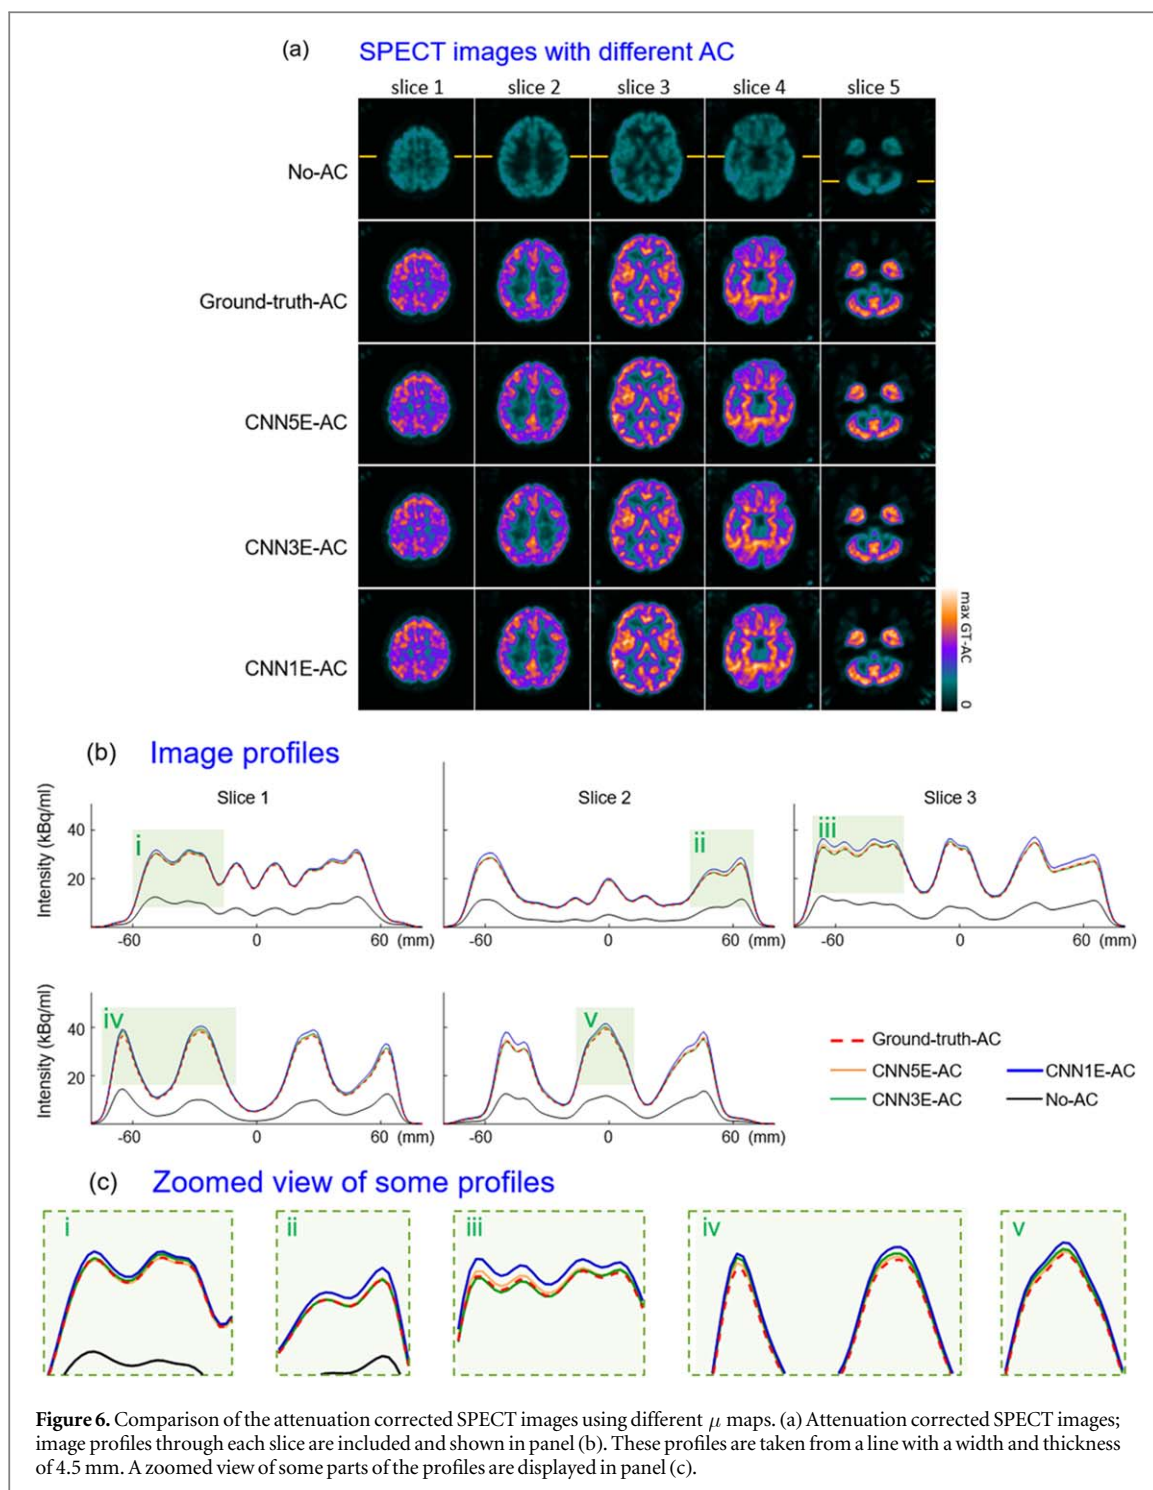 (a) SPECT images with different AC
slice 1 slice 2 slice 3 slice 4 slice 5
No-AC
Ground-truth-AC
CNN5E-AC
CNN3E-AC
CNN1E-AC
max GT-AC
0
(b) Image profiles
Slice 1 Slice 2 Slice 3
Intensity (kBq/ml)
40
20
i ii iii
-60 0 60 (mm) -60 0 60 (mm) -60 0 60 (mm)
Intensity (kBq/ml)
40
20
iv v
-60 0 60 (mm) -60 0 60 (mm)
Ground-truth-AC
CNN5E-AC CNN1E-AC
CNN3E-AC No-AC
(c) Zoomed view of some profiles
i ii iii iv v
Figure 6. Comparison of the attenuation corrected SPECT images using different μ maps. (a) Attenuation corrected SPECT images;
image profiles through each slice are included and shown in panel (b). These profiles are taken from a line with a width and thickness
of 4.5 mm. A zoomed view of some parts of the profiles are displayed in panel (c).